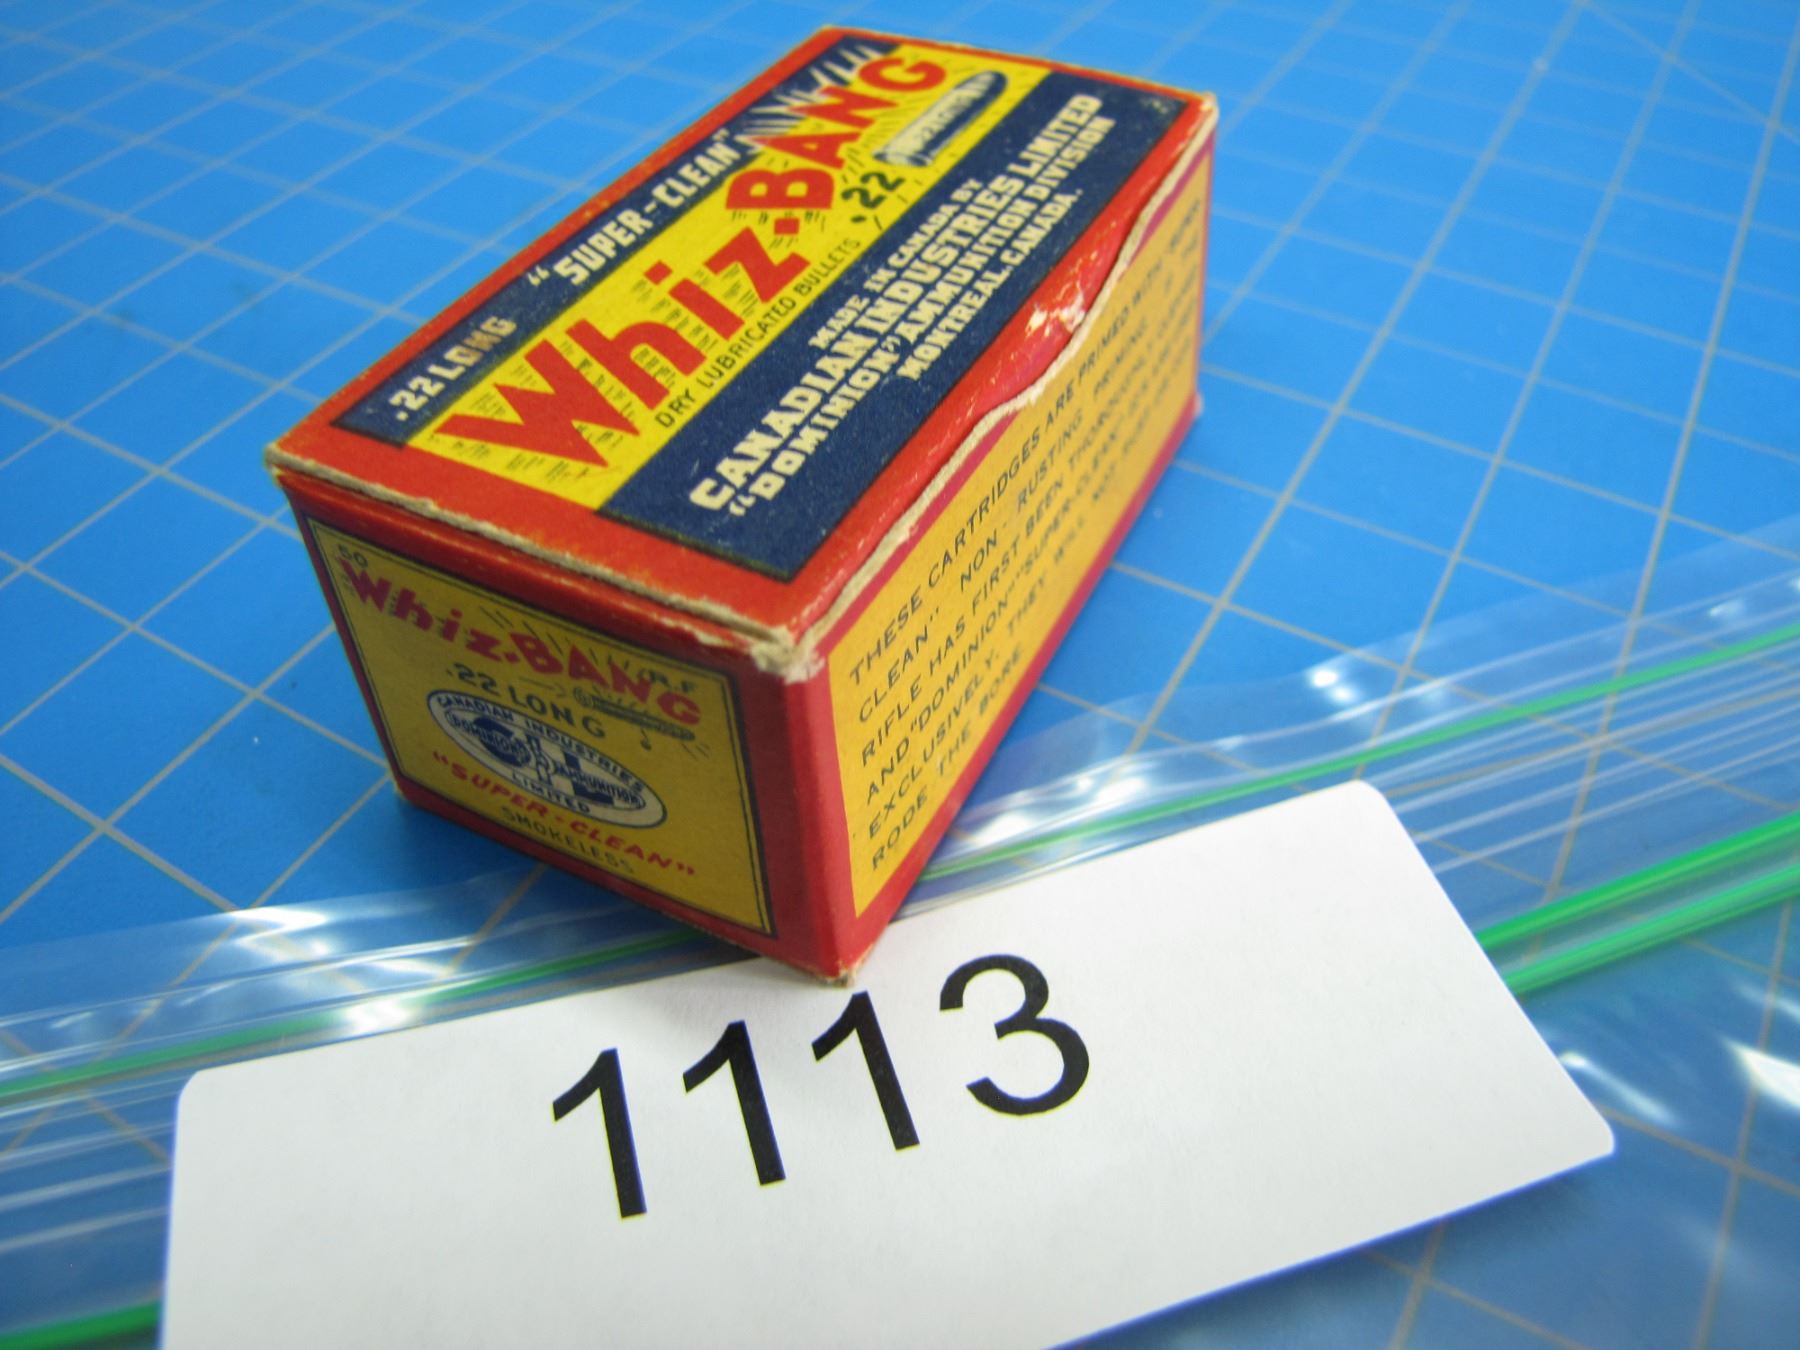 .22 LONG "SUPER-CLEAN"
Whiz-BANG
DRY LUBRICATED BULLETS .22
MADE IN CANADA BY
CANADIAN INDUSTRIES LIMITED
"DOMINION" AMMUNITION DIVISION
MONTREAL, CANADA.
50
Whiz-BANG
R.F
.22 LONG
CANADIAN INDUSTRIES
DOMINION AMMUNITION
CIL
LIMITED
"SUPER-CLEAN"
SMOKELESS
THESE CARTRIDGES ARE PRIMED WITH
CLEAN" NON-RUSTING PRIMING.
RIFLE HAS FIRST BEEN
AND "DOMINION" "SUPER-CLEAN"
EXCLUSIVELY. THEY WILL NOT
RODE THE BORE
1113